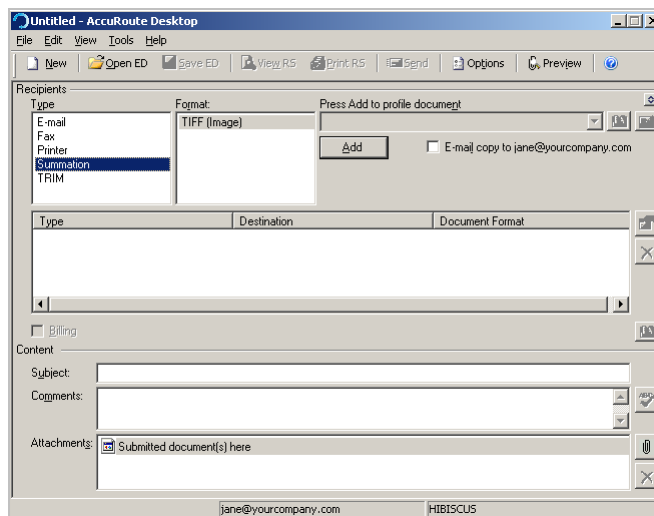 Untitled - AccuRoute Desktop
File Edit View Tools Help
New Open ED Save ED View RS Print RS Send Options Preview
Recipients
Type Format: Press Add to profile document
E-mail TIFF (Image)
Fax
Printer Add E-mail copy to jane@yourcompany.com
Summation
TRIM
Type Destination Document Format
Billing
Content
Subject:
Comments:
ABC
Attachments: Submitted document(s) here
jane@yourcompany.com HIBISCUS